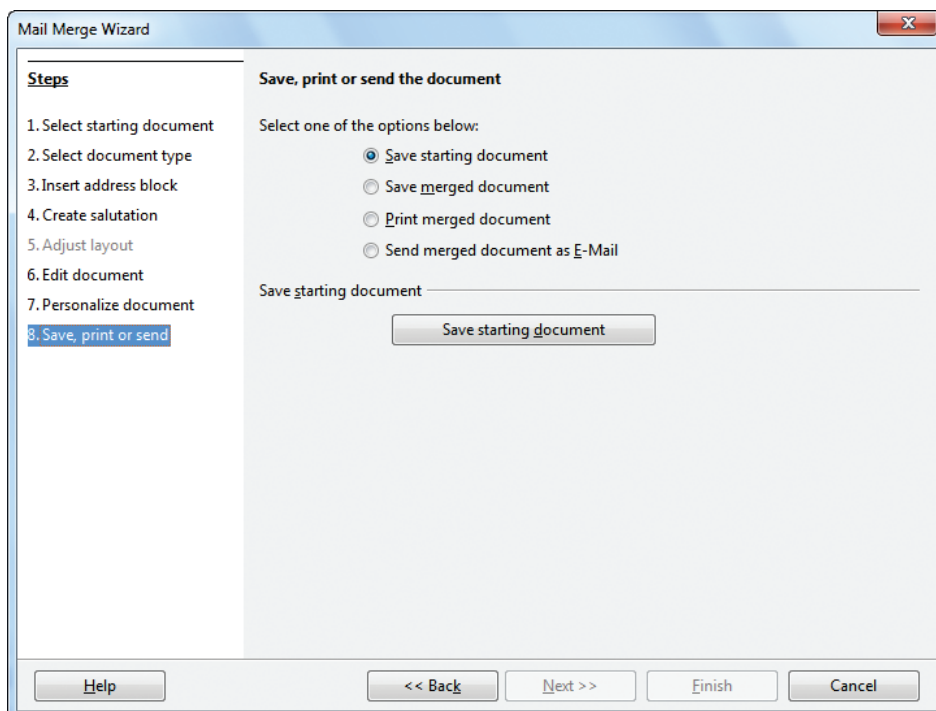 Mail Merge Wizard
Steps
1. Select starting document
2. Select document type
3. Insert address block
4. Create salutation
5. Adjust layout
6. Edit document
7. Personalize document
8. Save, print or send
Save, print or send the document
Select one of the options below:
Save starting document
Save merged document
Print merged document
Send merged document as E-Mail
Save starting document
Save starting document
Help
<< Back
Next >>
Finish
Cancel